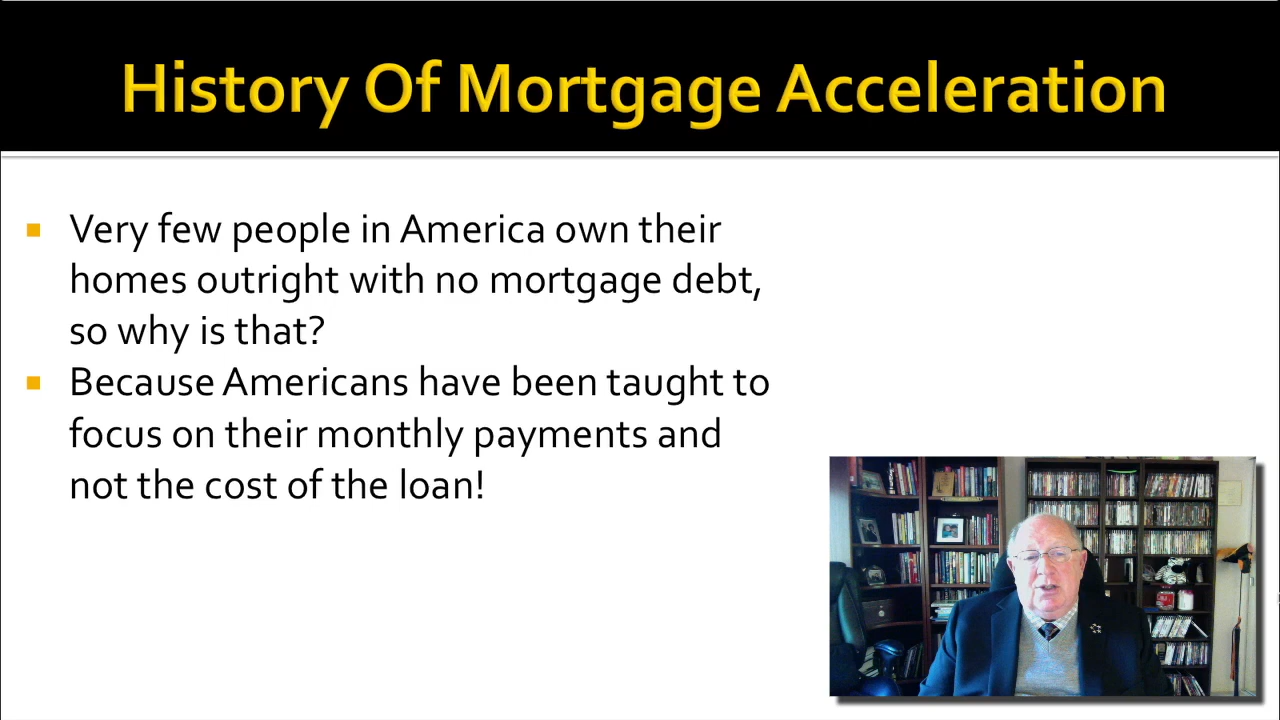 History Of Mortgage Acceleration
Very few people in America own their
homes outright with no mortgage debt,
so why is that?
Because Americans have been taught to
focus on their monthly payments and
not the cost of the loan!